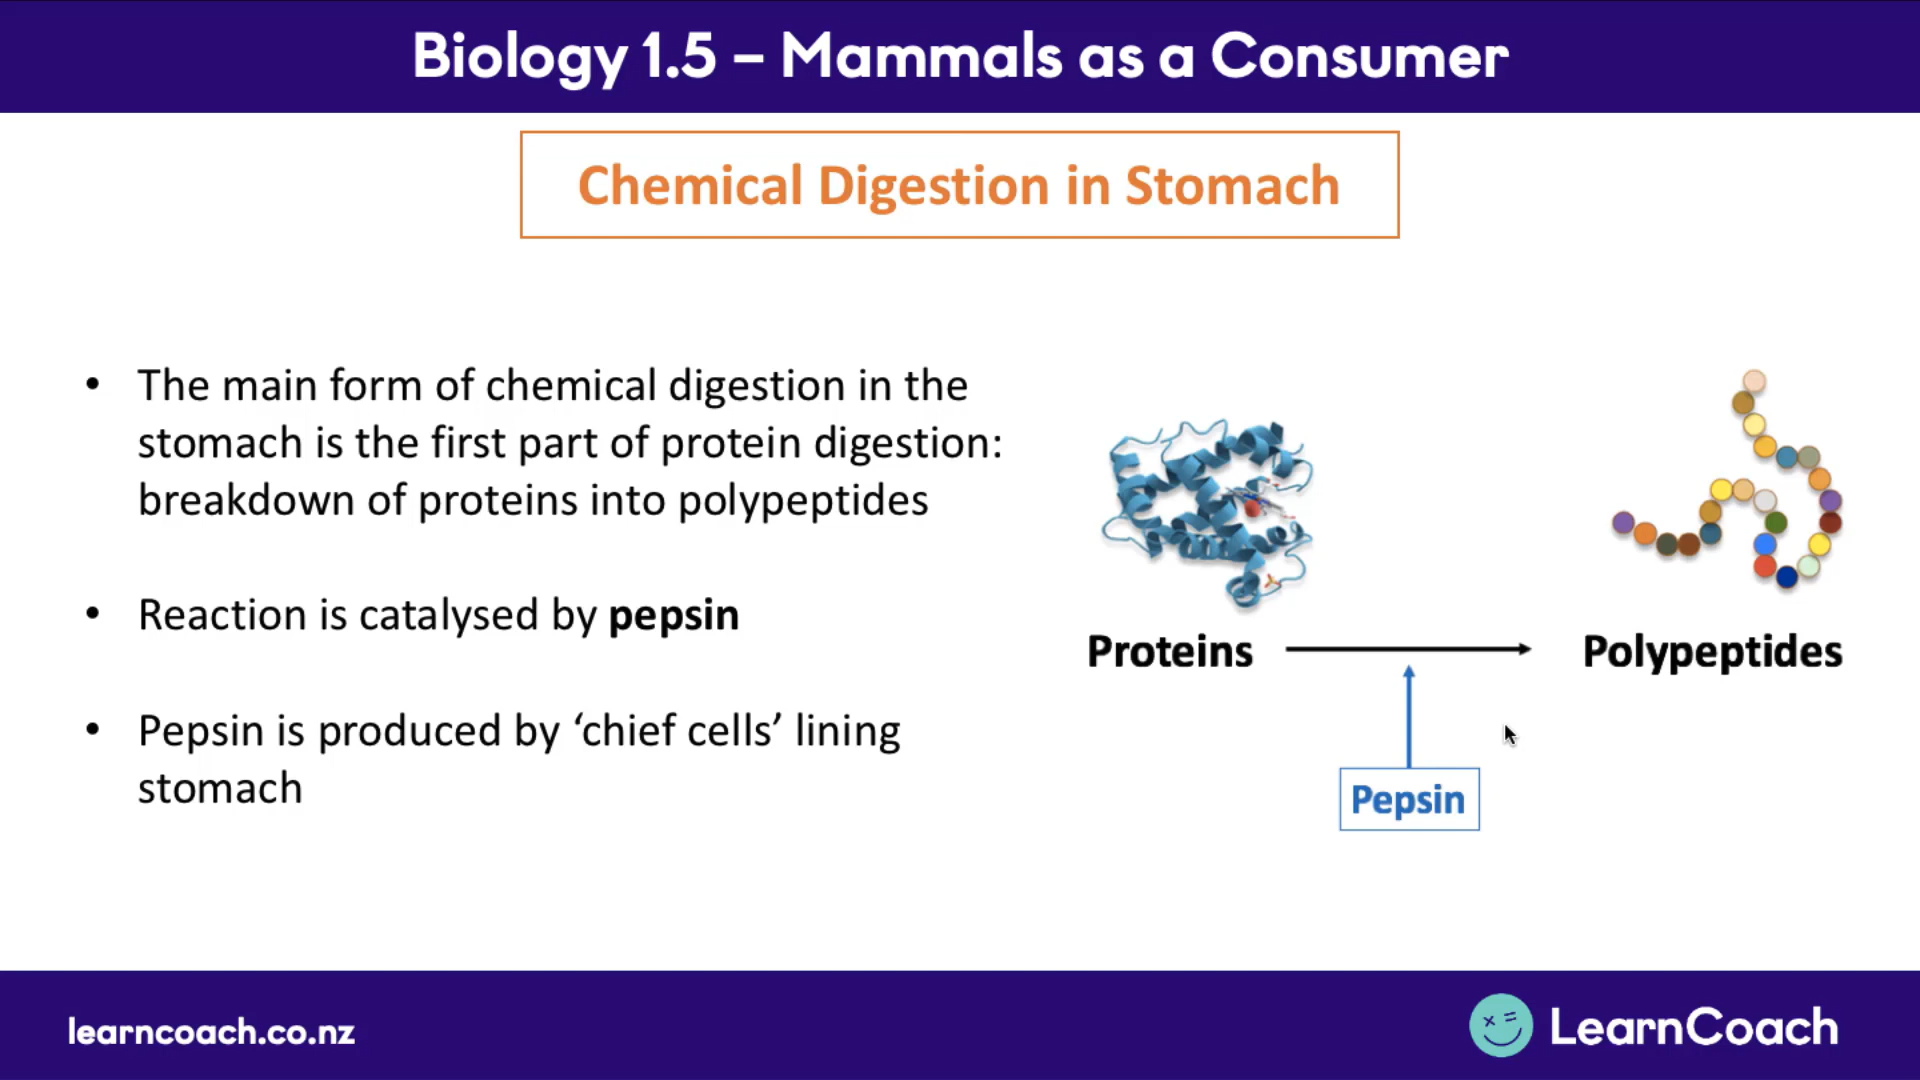 Biology 1.5 – Mammals as a Consumer
Chemical Digestion in Stomach
• The main form of chemical digestion in the
stomach is the first part of protein digestion:
breakdown of proteins into polypeptides
• Reaction is catalysed by pepsin
• Pepsin is produced by ‘chief cells’ lining
stomach
Proteins
Polypeptides
Pepsin
learncoach.co.nz
LearnCoach